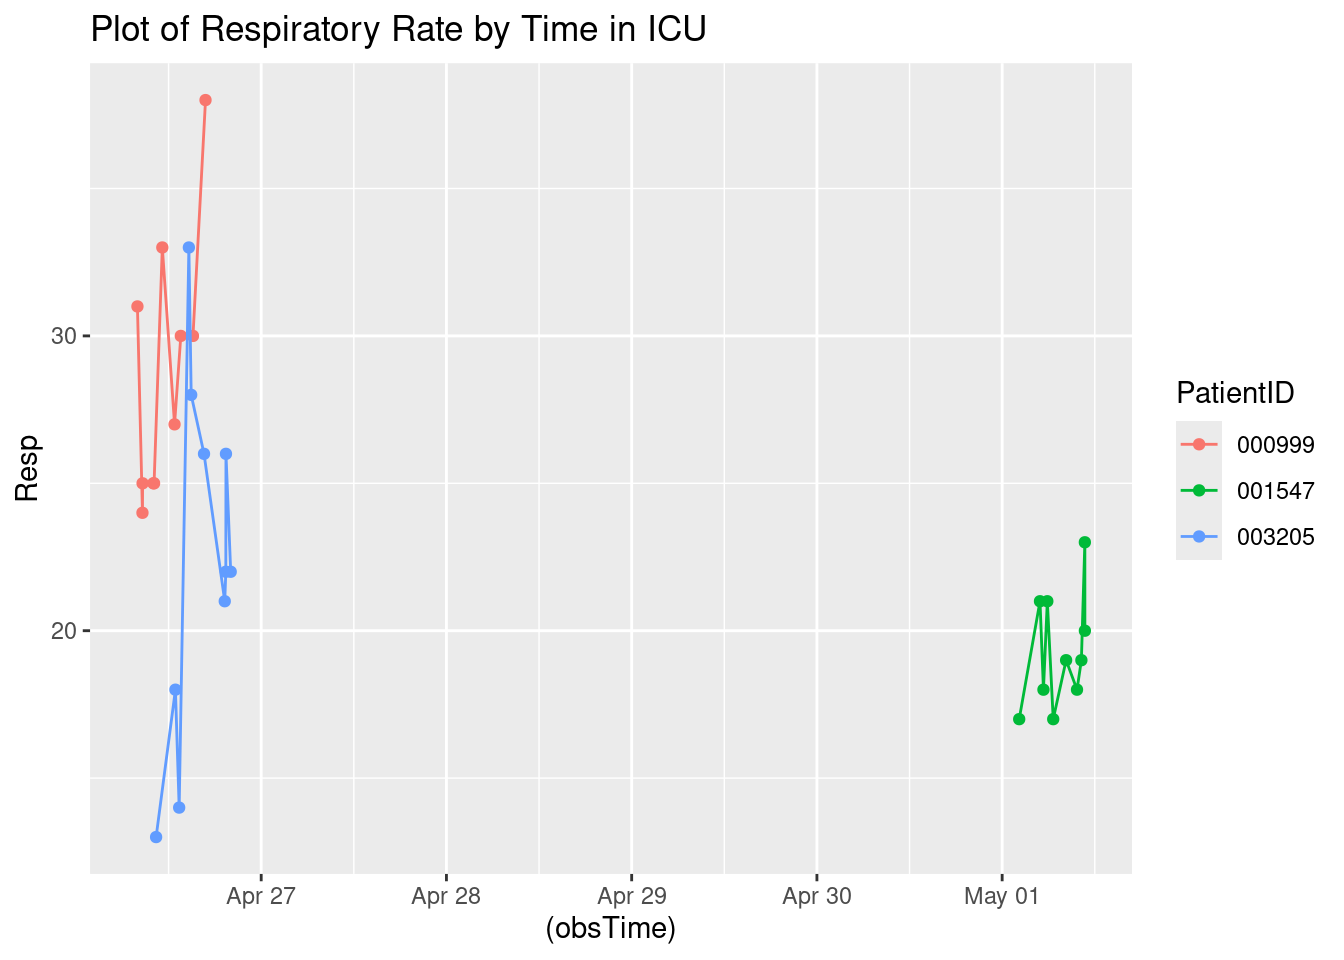 Plot of Respiratory Rate by Time in ICU
Resp
30
20
Apr 27
Apr 28
Apr 29
Apr 30
May 01
(obsTime)
PatientID
000999
001547
003205